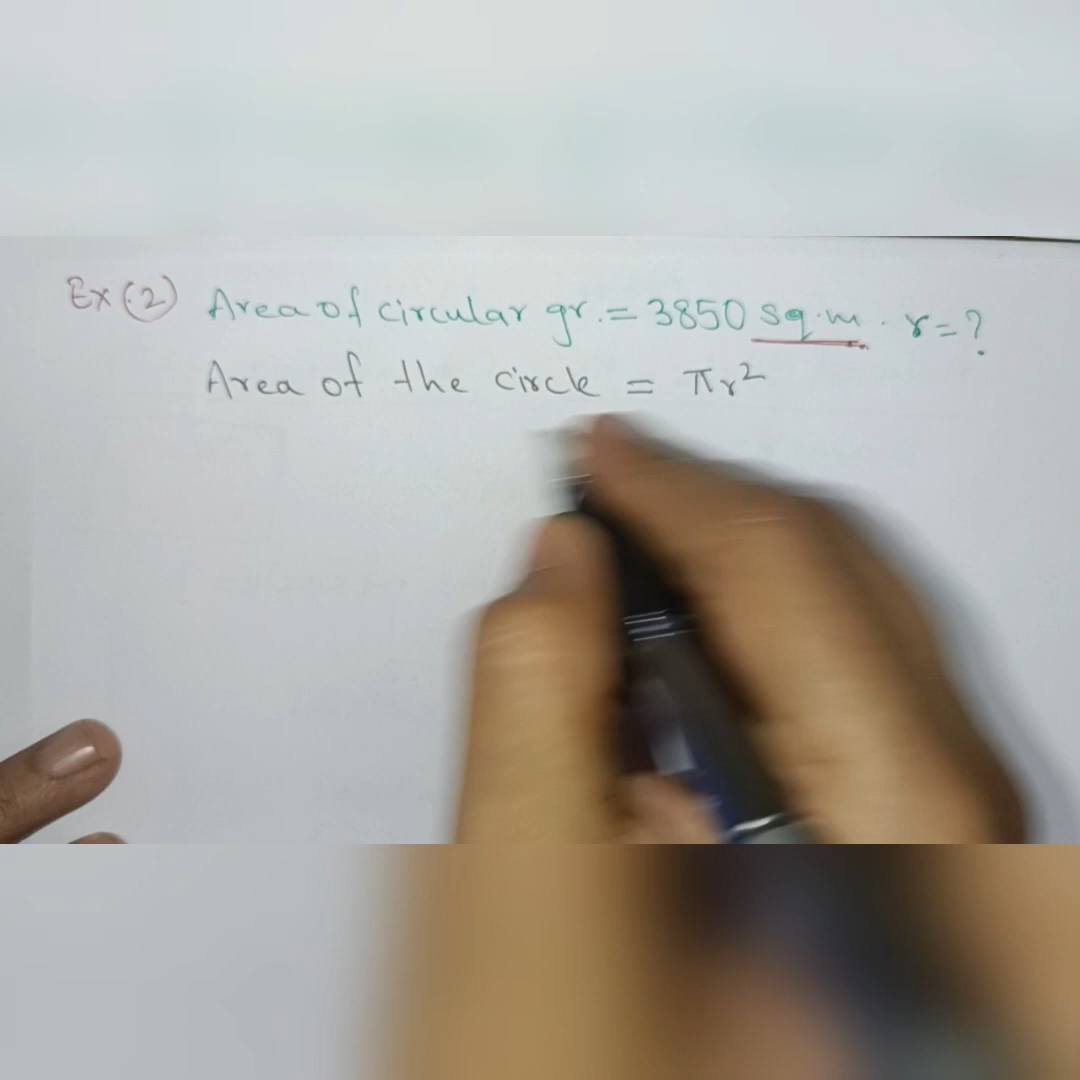 Ex (.2) Area of circular gr. = 3850 sq.m. r = ?
Area of the circle = πr²